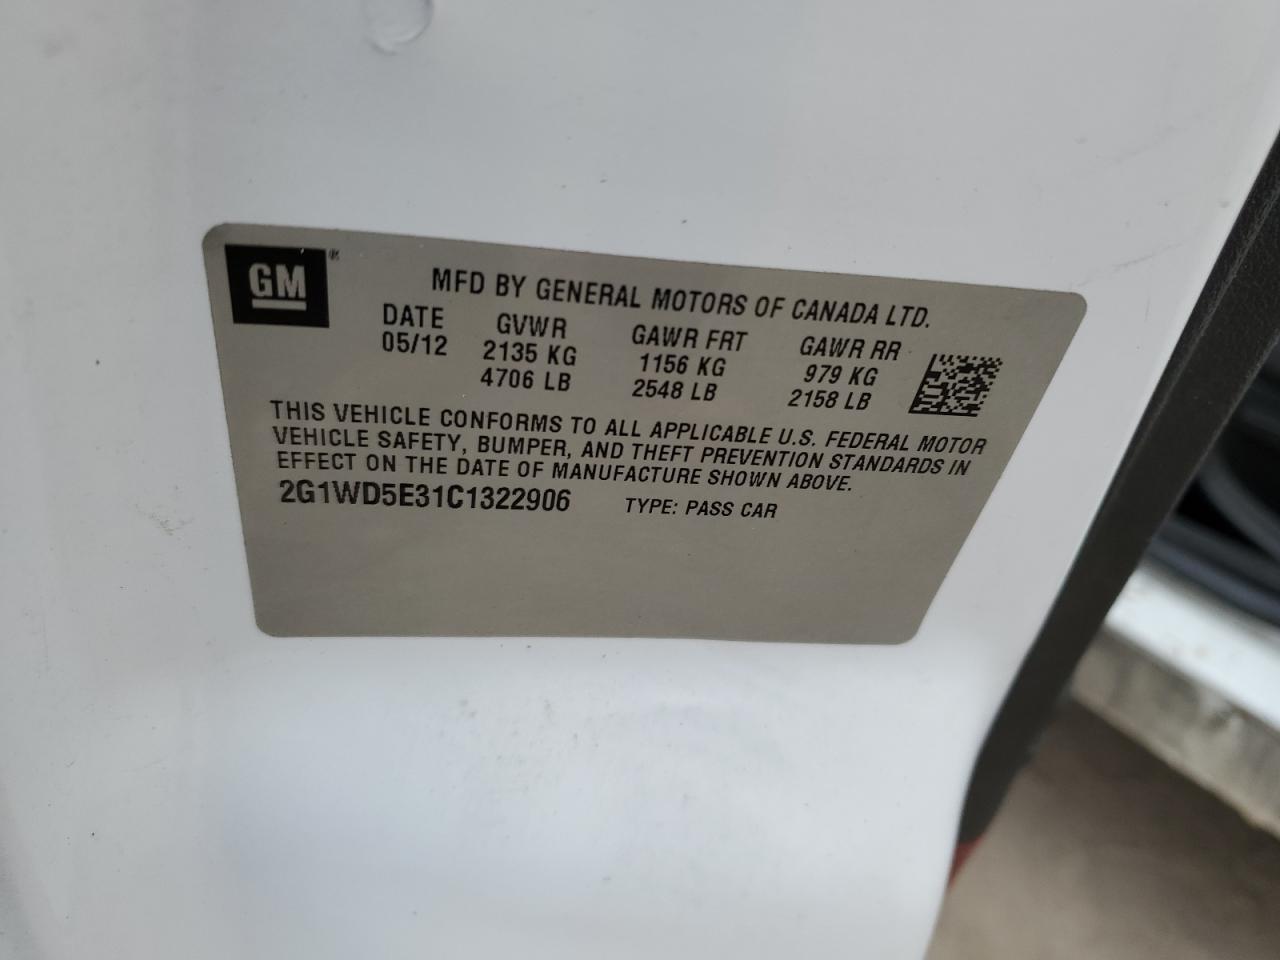 GM ®
MFD BY GENERAL MOTORS OF CANADA LTD.
DATE GVWR GAWR FRT GAWR RR
05/12 2135 KG 1156 KG 979 KG
4706 LB 2548 LB 2158 LB
THIS VEHICLE CONFORMS TO ALL APPLICABLE U.S. FEDERAL MOTOR
VEHICLE SAFETY, BUMPER, AND THEFT PREVENTION STANDARDS IN
EFFECT ON THE DATE OF MANUFACTURE SHOWN ABOVE.
2G1WD5E31C1322906 TYPE: PASS CAR